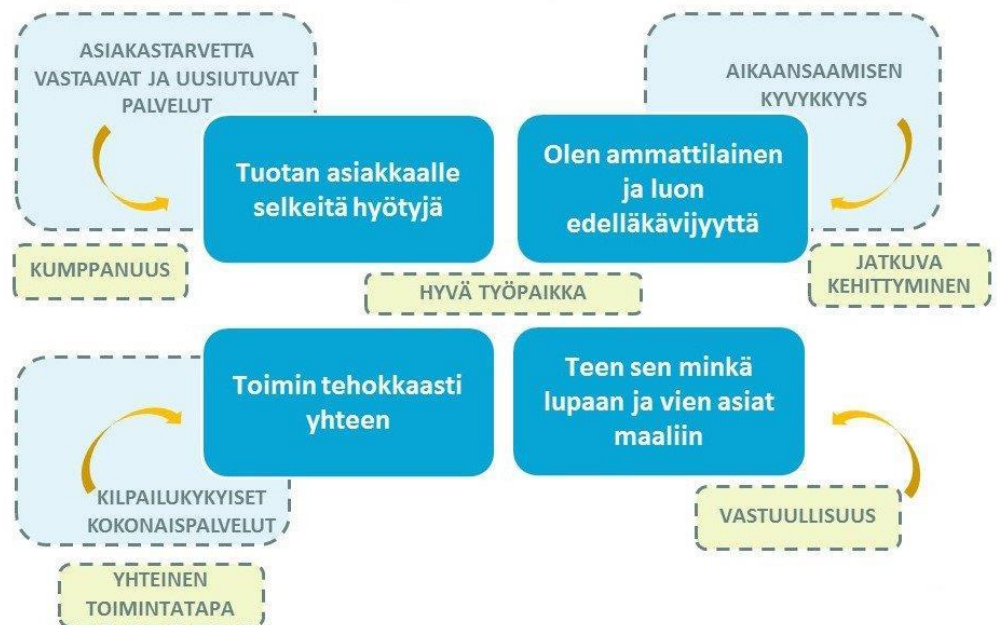 ASIAKASTARVETTA
VASTAAVAT JA UUSIUTUVAT
PALVELUT
AIKAANSAAMISEN
KYVYKKYYS
Tuotan asiakkaalle
selkeitä hyötyjä
Olen ammattilainen
ja luon
edelläkävijyyttä
KUMPPANUUS
HYVÄ TYÖPAIKKA
JATKUVA
KEHITTYMINEN
Toimin tehokkaasti
yhteen
Teen sen minkä
lupaan ja vien asiat
maaliin
KILPAILUKYKYISET
KOKONAISPALVELUT
VASTUULLISUUS
YHTEINEN
TOIMINTATAPA